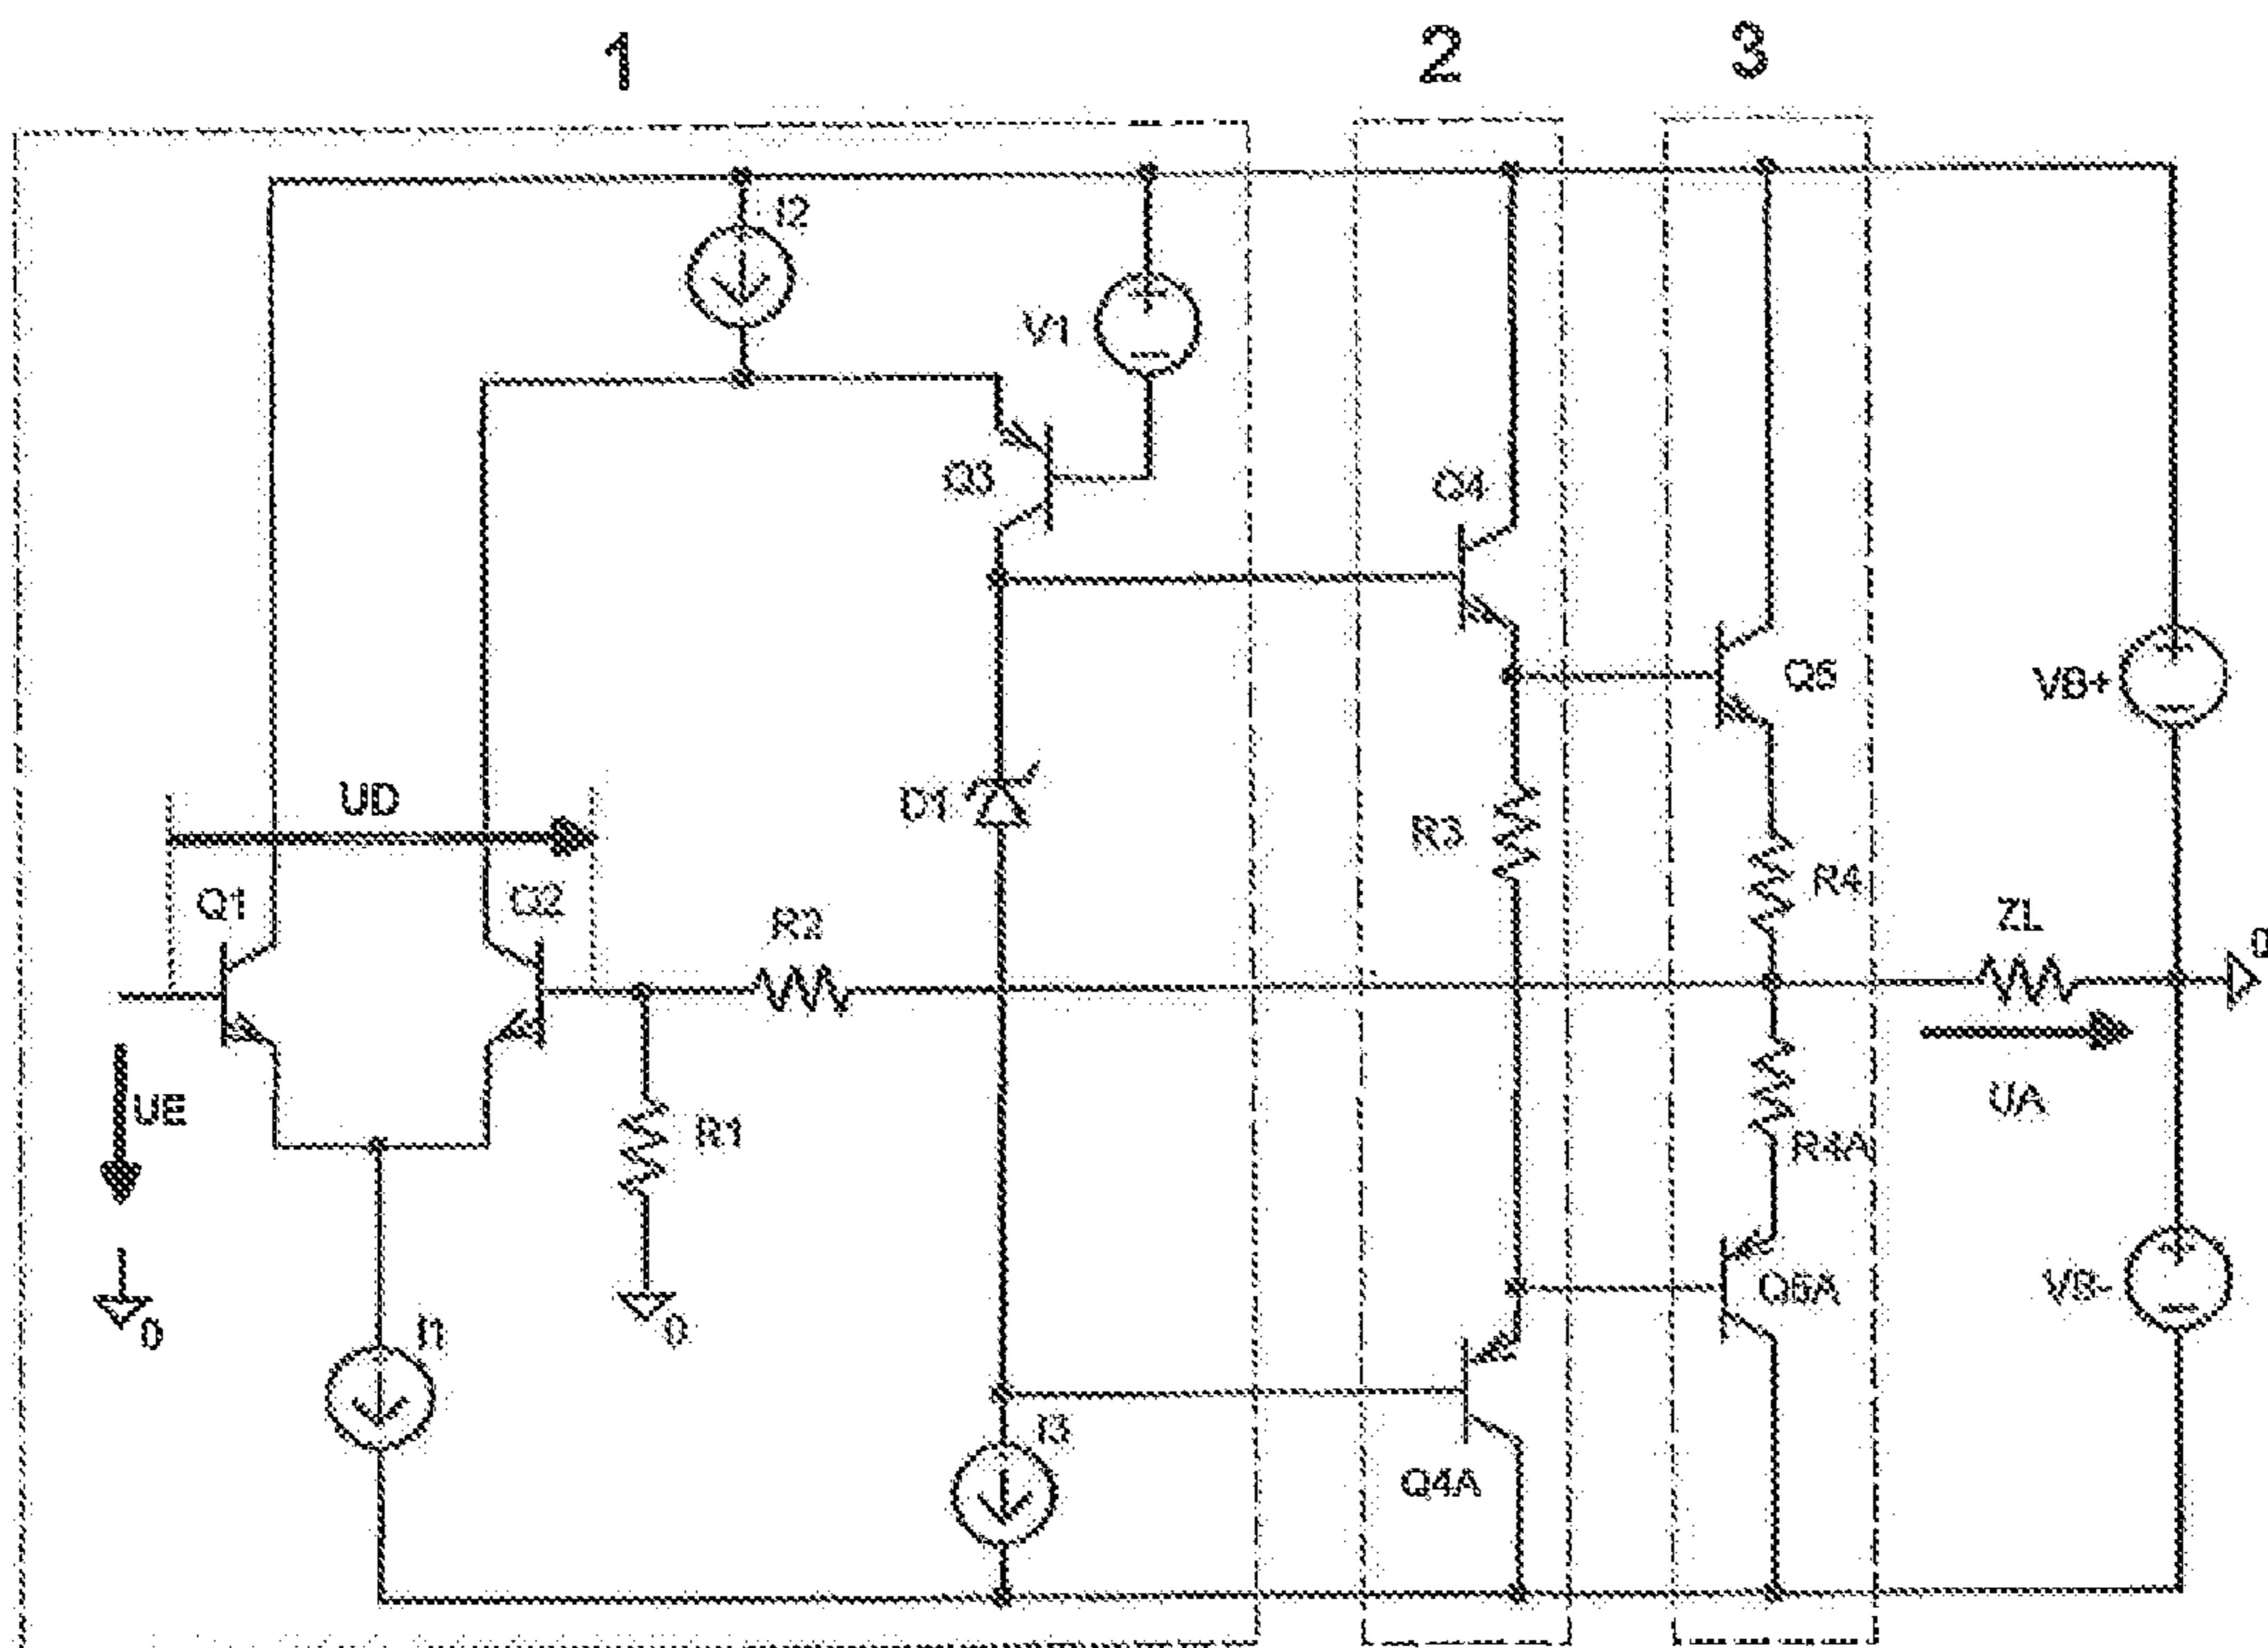 1
2
3
I2
V1
Q3
Q4
Q5
VB+
UD
D1
R3
R4
Q1
Q2
R2
ZL
0
UE
R1
UA
R4A
0
0
I1
Q5A
VB-
I3
Q4A